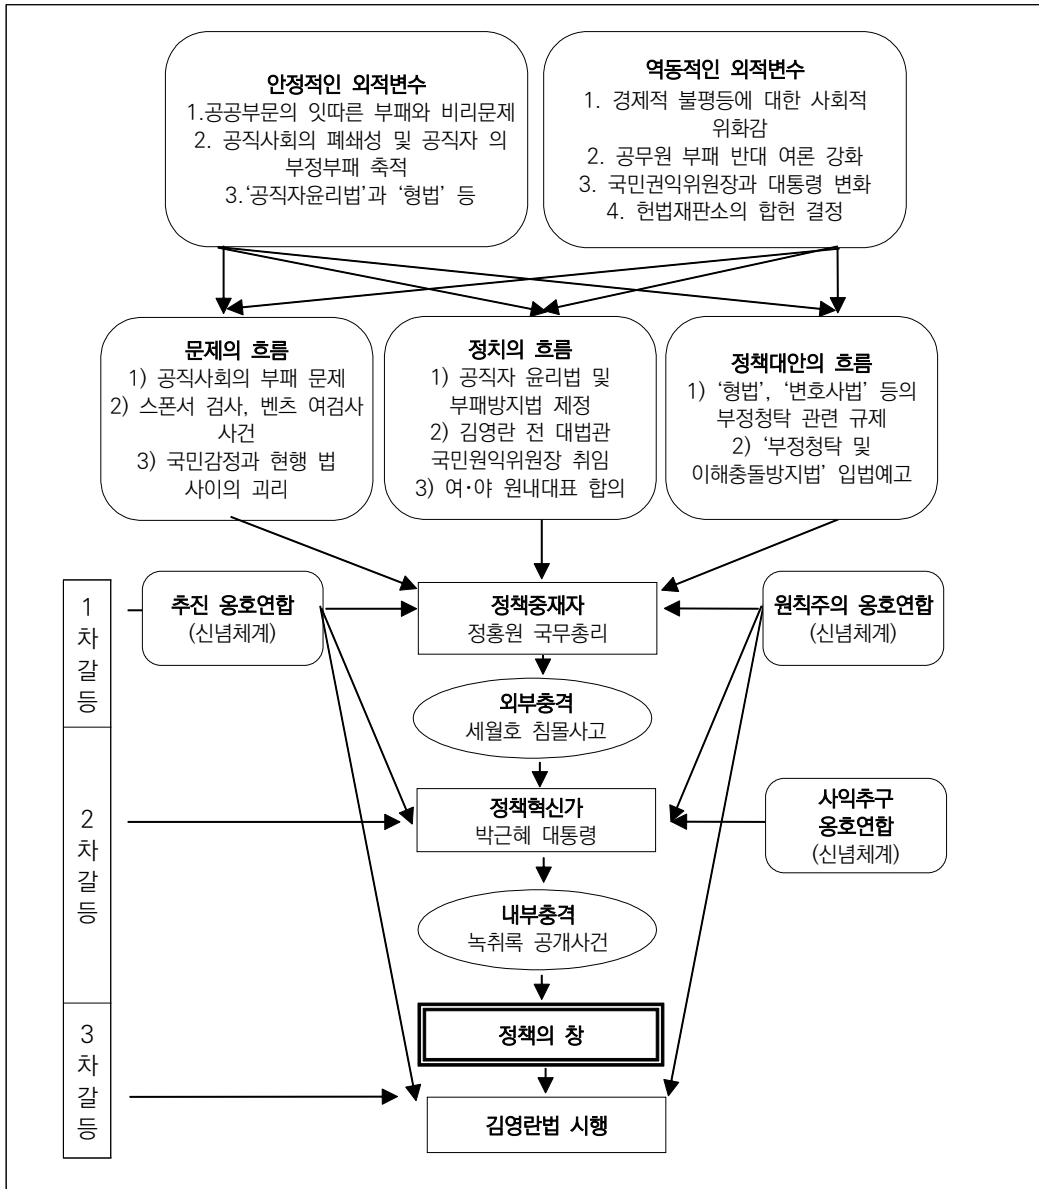 안정적인 외적변수
1.공공부문의 잇따른 부패와 비리문제
2. 공직사회의 폐쇄성 및 공직자 의
부정부패 축적
3.‘공직자윤리법’과 ‘형법’ 등
역동적인 외적변수
1. 경제적 불평등에 대한 사회적
위화감
2. 공무원 부패 반대 여론 강화
3. 국민권익위원장과 대통령 변화
4. 헌법재판소의 합헌 결정
문제의 흐름
1) 공직사회의 부패 문제
2) 스폰서 검사, 벤츠 여검사
사건
3) 국민감정과 현행 법
사이의 괴리
정치의 흐름
1) 공직자 윤리법 및
부패방지법 제정
2) 김영란 전 대법관
국민원익위원장 취임
3) 여·야 원내대표 합의
정책대안의 흐름
1) ‘형법’, ‘변호사법’ 등의
부정청탁 관련 규제
2) ‘부정청탁 및
이해충돌방지법’ 입법예고
1
차
갈
등
추진 옹호연합
(신념체계)
정책중재자
정홍원 국무총리
원칙주의 옹호연합
(신념체계)
외부충격
세월호 침몰사고
2
차
갈
등
정책혁신가
박근혜 대통령
사익추구
옹호연합
(신념체계)
내부충격
녹취록 공개사건
3
차
갈
등
정책의 창
김영란법 시행